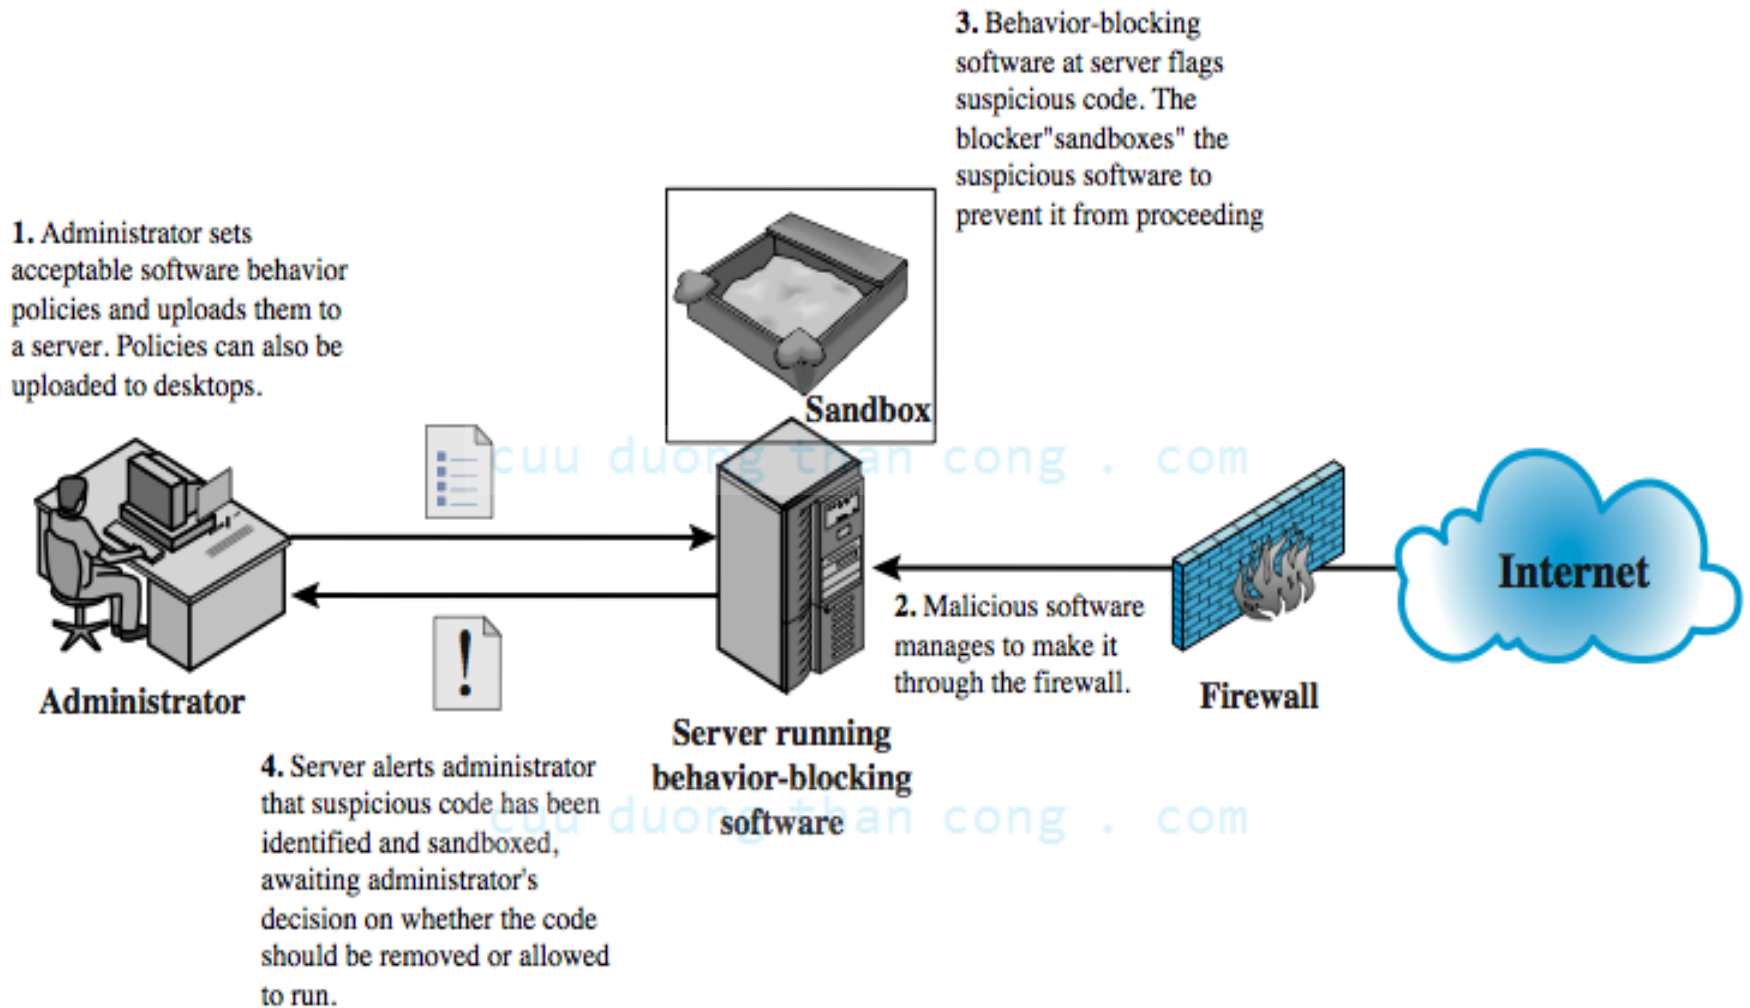 3. Behavior-blocking
software at server flags
suspicious code. The
blocker"sandboxes" the
suspicious software to
prevent it from proceeding
1. Administrator sets
acceptable software behavior
policies and uploads them to
a server. Policies can also be
uploaded to desktops.
Sandbox
cuu duong than cong . com
Internet
2. Malicious software
manages to make it
through the firewall.
Administrator
!
Firewall
Server running
behavior-blocking
software
4. Server alerts administrator
that suspicious code has been
identified and sandboxed,
awaiting administrator's
decision on whether the code
should be removed or allowed
to run.
cuu duong than cong . com